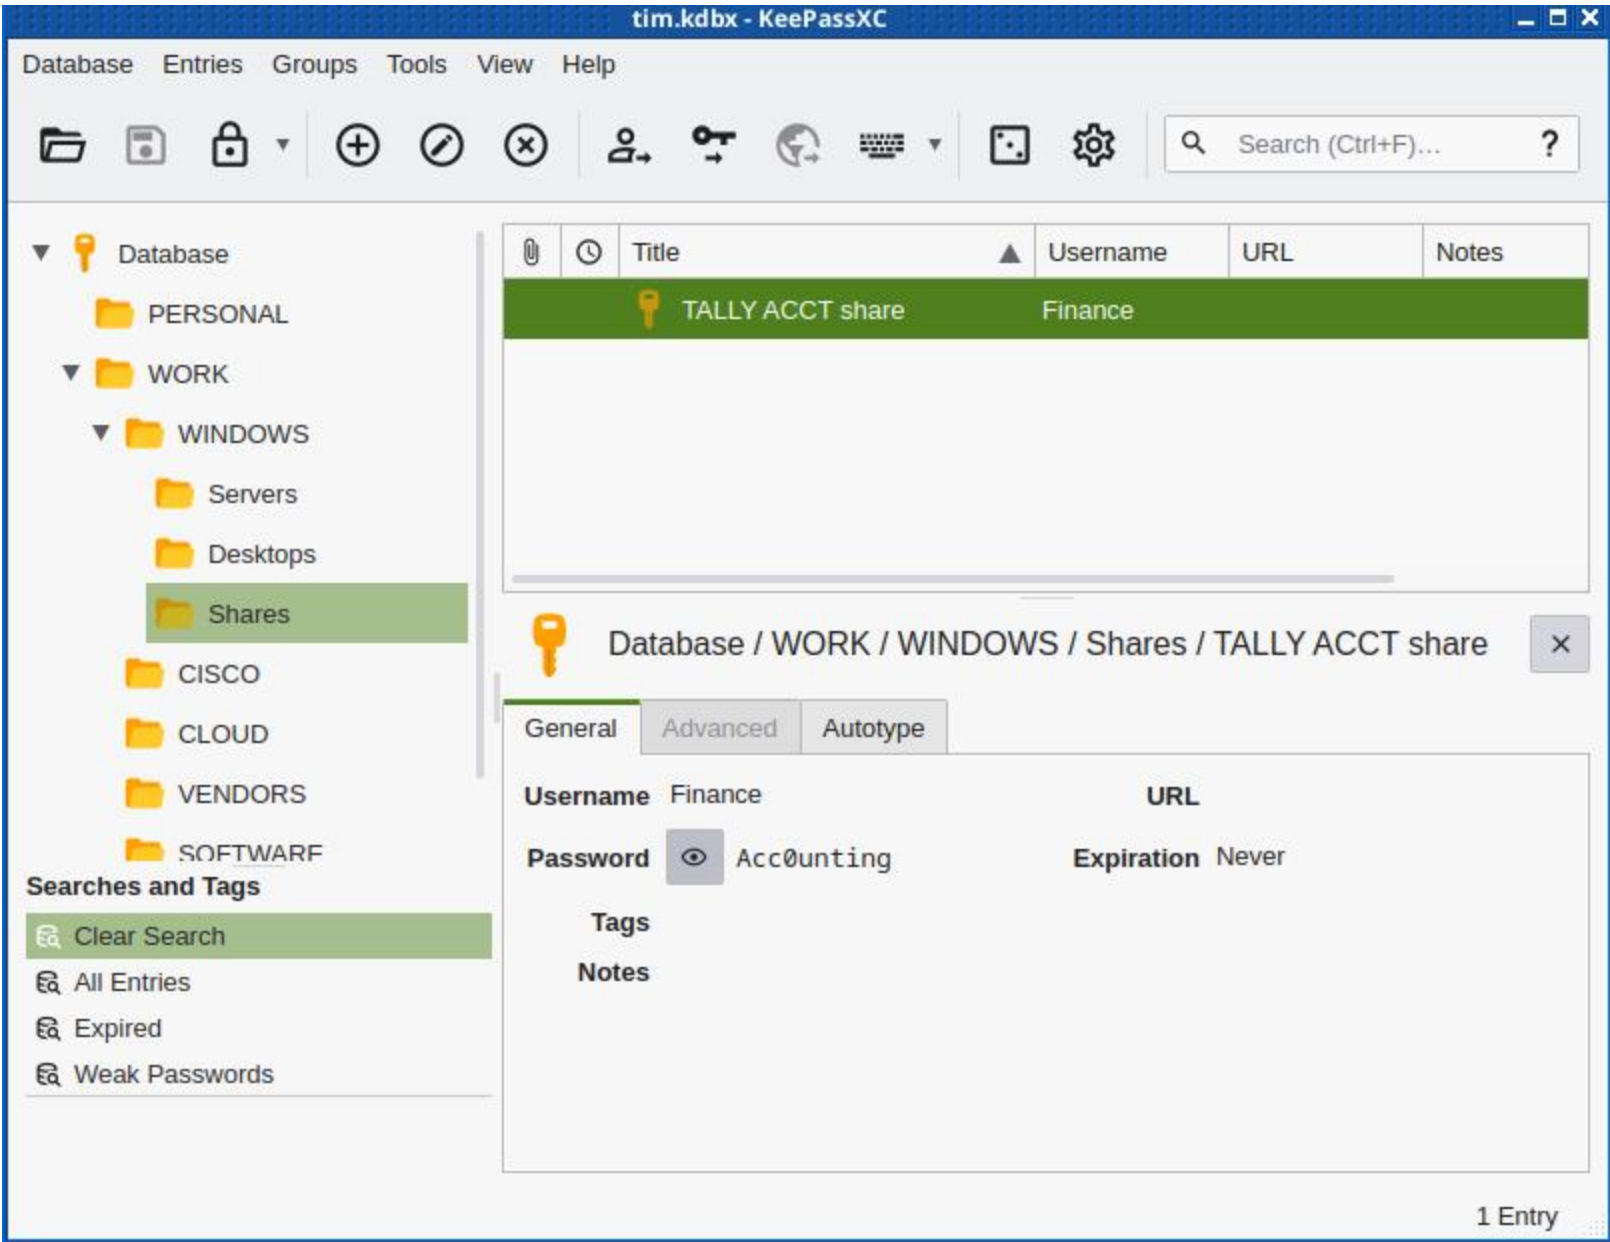 tim.kdbx - KeePassXC
Database Entries Groups Tools View Help
Search (Ctrl+F)... ?
Database
PERSONAL
WORK
WINDOWS
Servers
Desktops
Shares
CISCO
CLOUD
VENDORS
SOFTWARE
Searches and Tags
Clear Search
All Entries
Expired
Weak Passwords
Title Username URL Notes
TALLY ACCT share Finance
Database / WORK / WINDOWS / Shares / TALLY ACCT share
General Advanced Autotype
Username Finance URL
Password Acc0unting Expiration Never
Tags
Notes
1 Entry